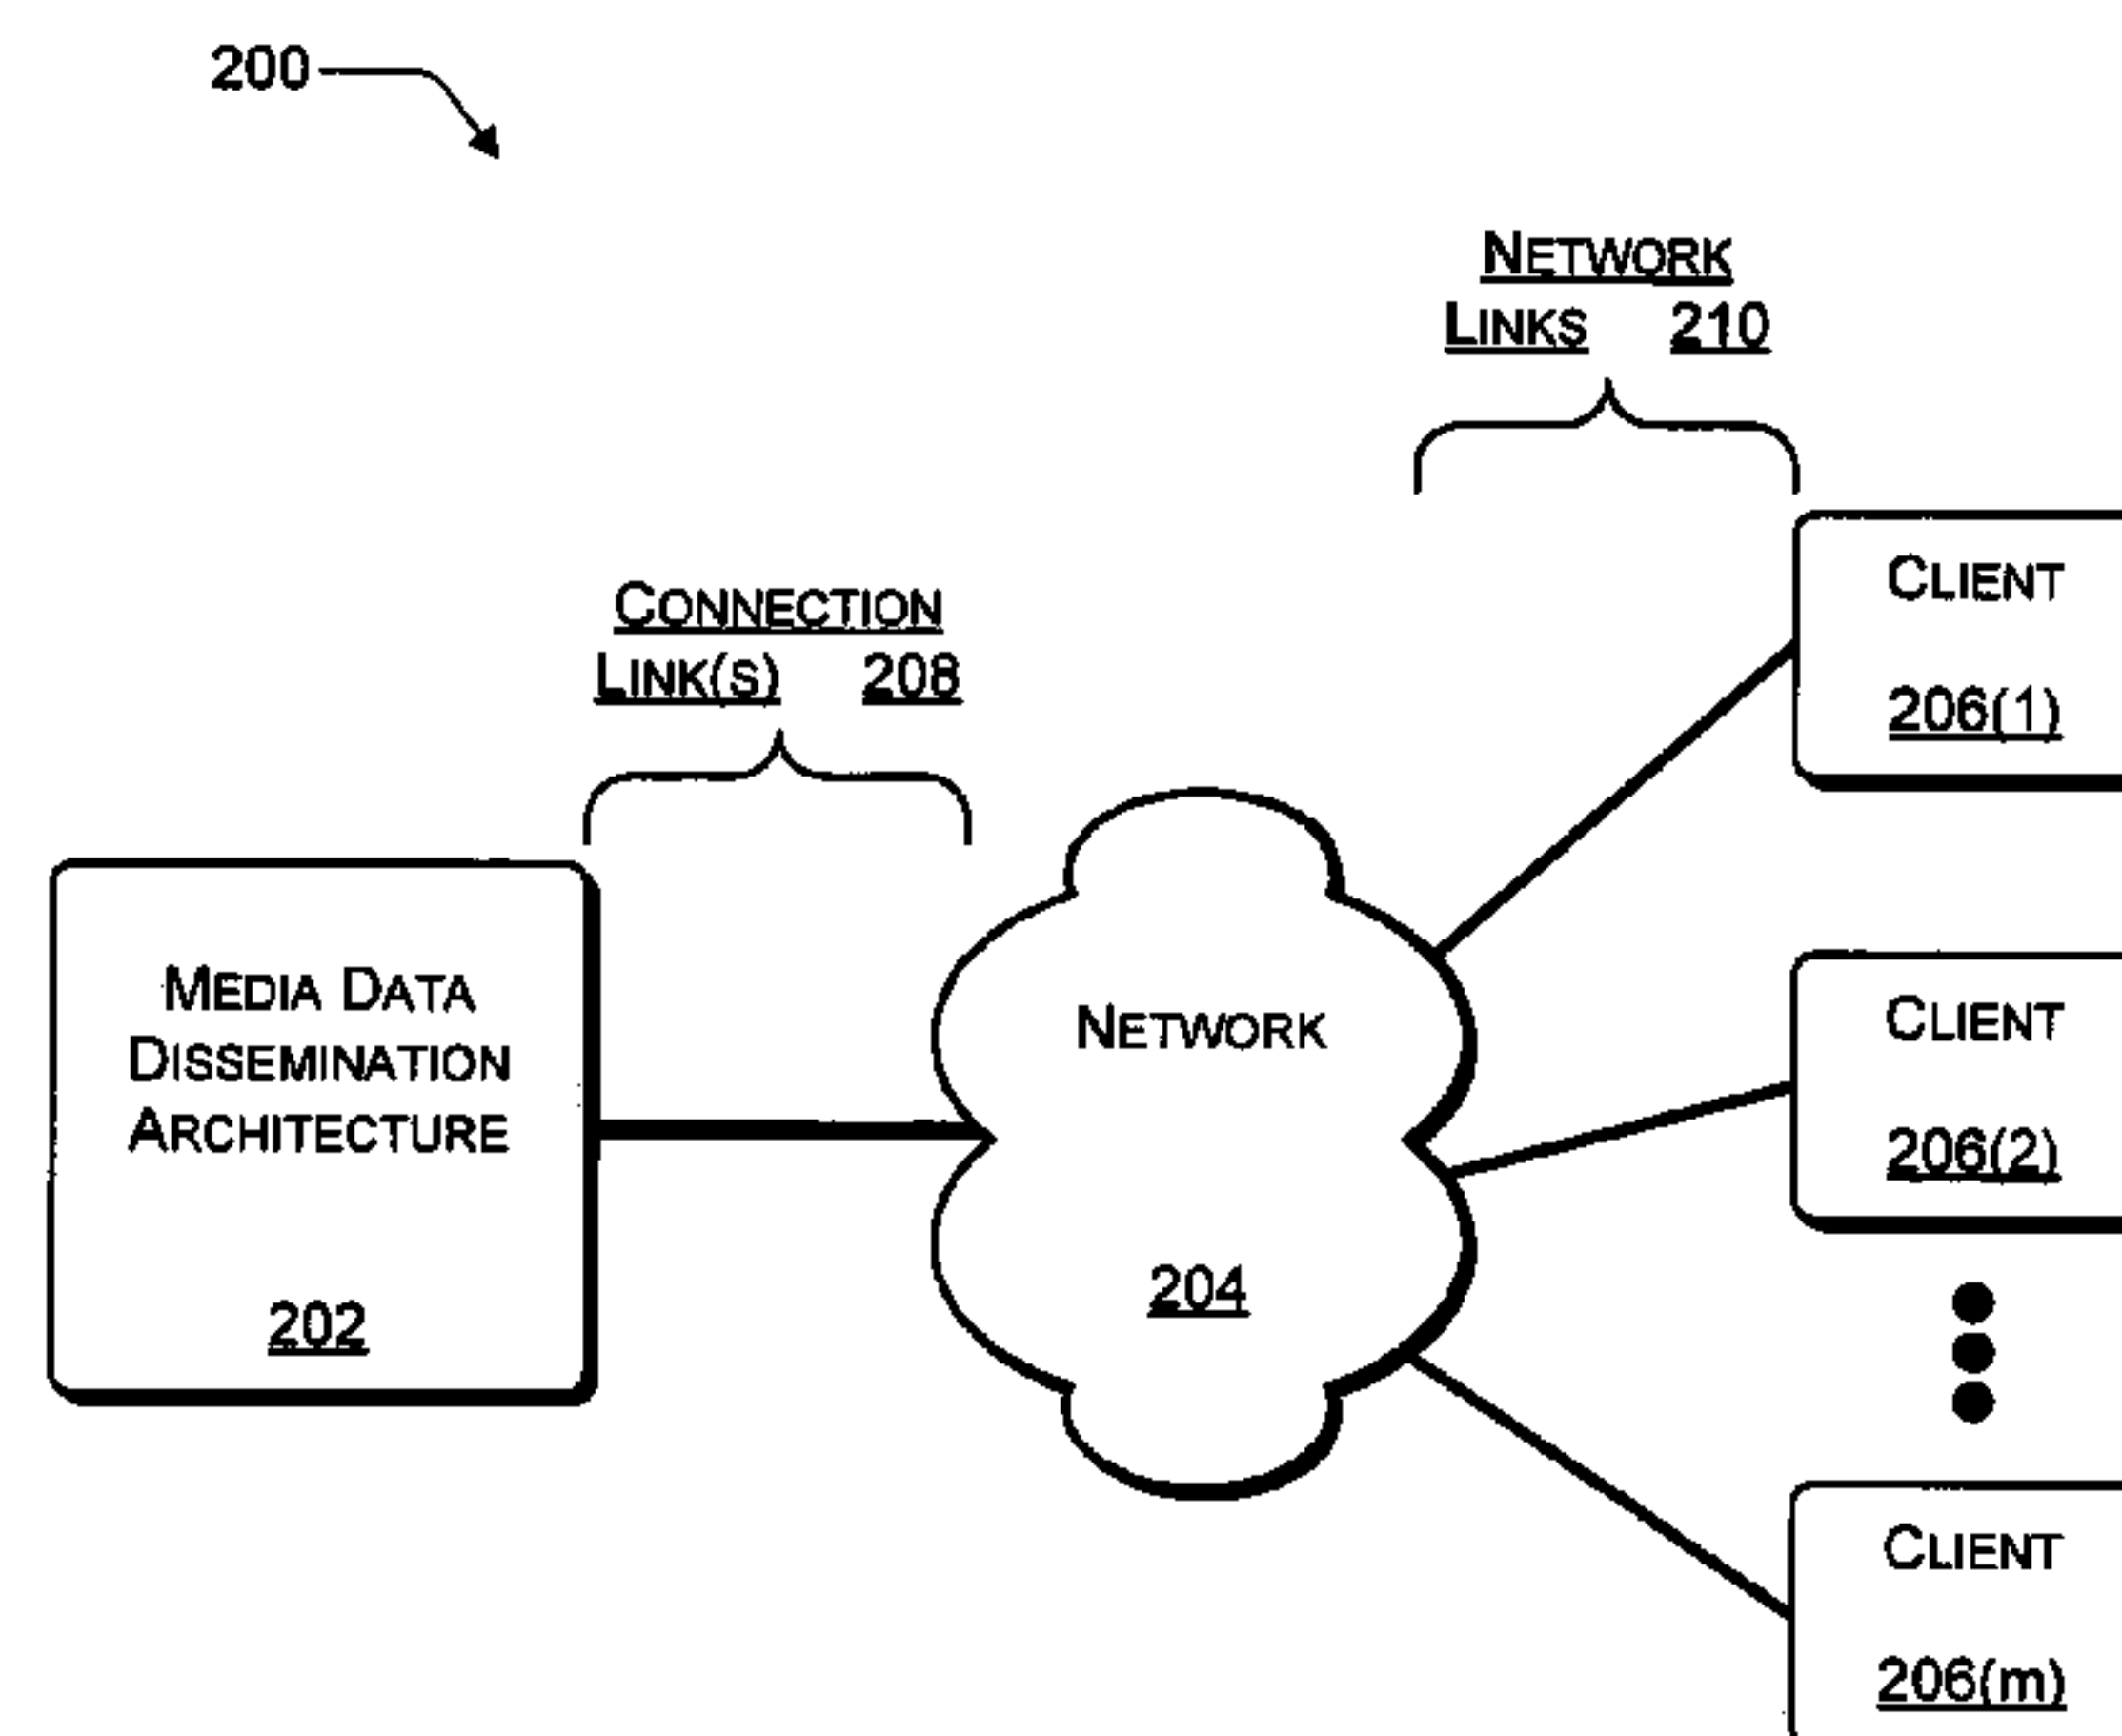 200
NETWORK
LINKS 210
CLIENT
206(1)
CONNECTION
LINK(S) 208
MEDIA DATA
DISSEMINATION
ARCHITECTURE
202
NETWORK
204
CLIENT
206(2)
CLIENT
206(m)